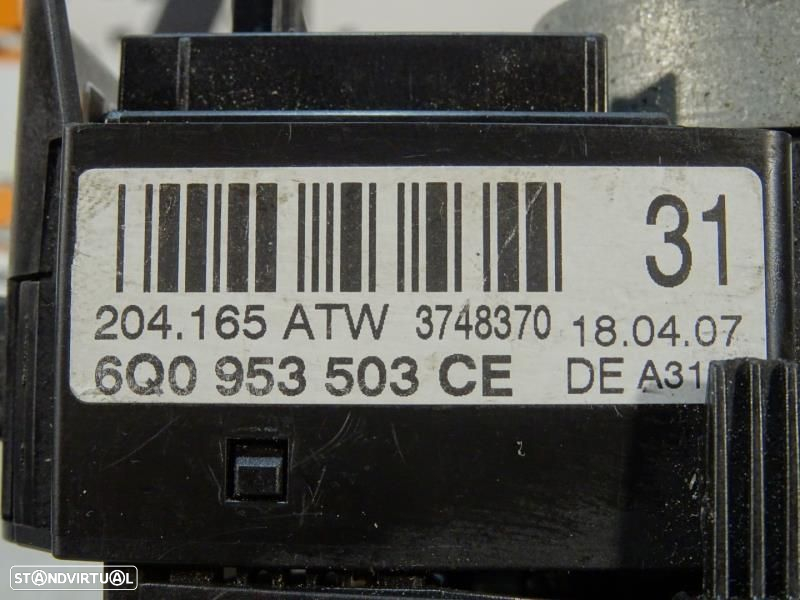 31
204.165 ATW 3748370 18.04.07
6Q0 953 503 CE DE A31
STANDVIRTUAL